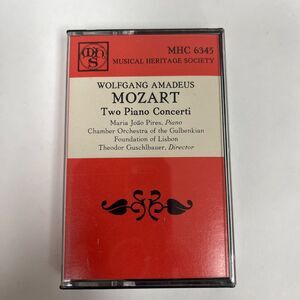 MHS
MHC 6345
MUSICAL HERITAGE SOCIETY
WOLFGANG AMADEUS
MOZART
Two Piano Concerti
Maria João Pires, Piano
Chamber Orchestra of the Gulbenkian
Foundation of Lisbon
Theodor Guschlbauer, Director